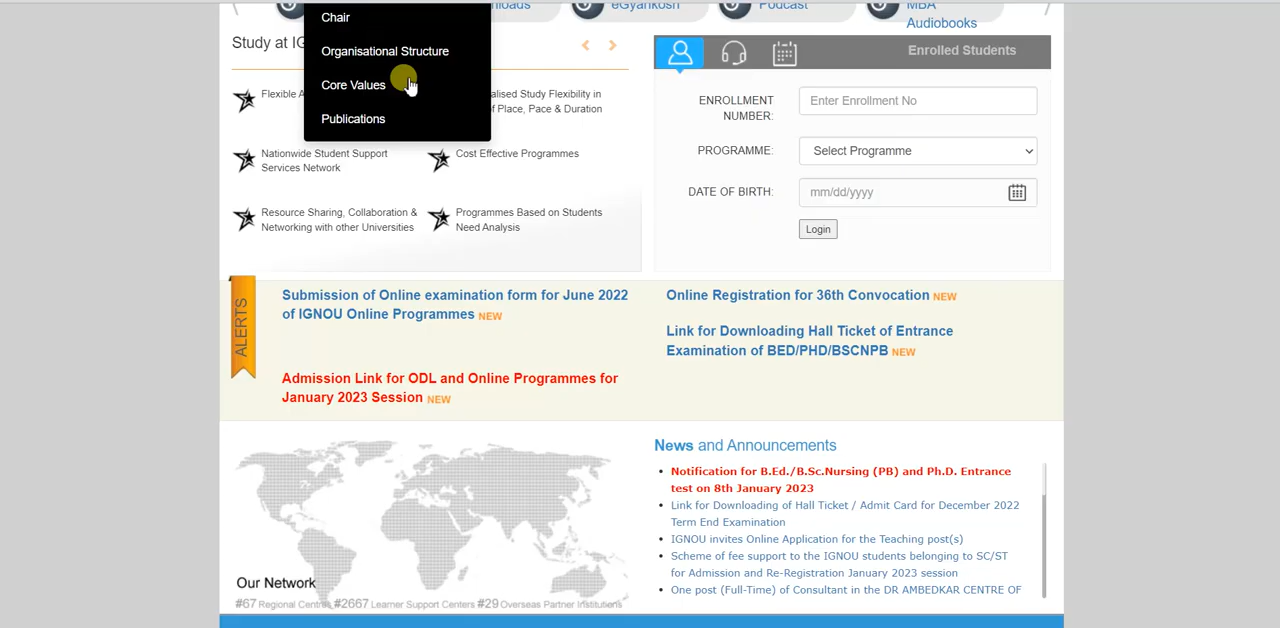 nloads
eGyankosh
Podcast
MBA
Audiobooks
Chair
Organisational Structure
Core Values
Publications
Study at IG
Flexible A
alised Study Flexibility in
of Place, Pace & Duration
Nationwide Student Support
Services Network
Cost Effective Programmes
Resource Sharing, Collaboration &
Networking with other Universities
Programmes Based on Students
Need Analysis
Enrolled Students
ENROLLMENT
NUMBER:
Enter Enrollment No
PROGRAMME:
Select Programme
DATE OF BIRTH:
mm/dd/yyyy
Login
ALERTS
Submission of Online examination form for June 2022
of IGNOU Online Programmes NEW
Admission Link for ODL and Online Programmes for
January 2023 Session NEW
Online Registration for 36th Convocation NEW
Link for Downloading Hall Ticket of Entrance
Examination of BED/PHD/BSCNPB NEW
Our Network
#67 Regional Centres #2667 Learner Support Centers #29 Overseas Partner Institutions
News and Announcements
• Notification for B.Ed./B.Sc.Nursing (PB) and Ph.D. Entrance
test on 8th January 2023
• Link for Downloading of Hall Ticket / Admit Card for December 2022
Term End Examination
• IGNOU invites Online Application for the Teaching post(s)
• Scheme of fee support to the IGNOU students belonging to SC/ST
for Admission and Re-Registration January 2023 session
• One post (Full-Time) of Consultant in the DR AMBEDKAR CENTRE OF